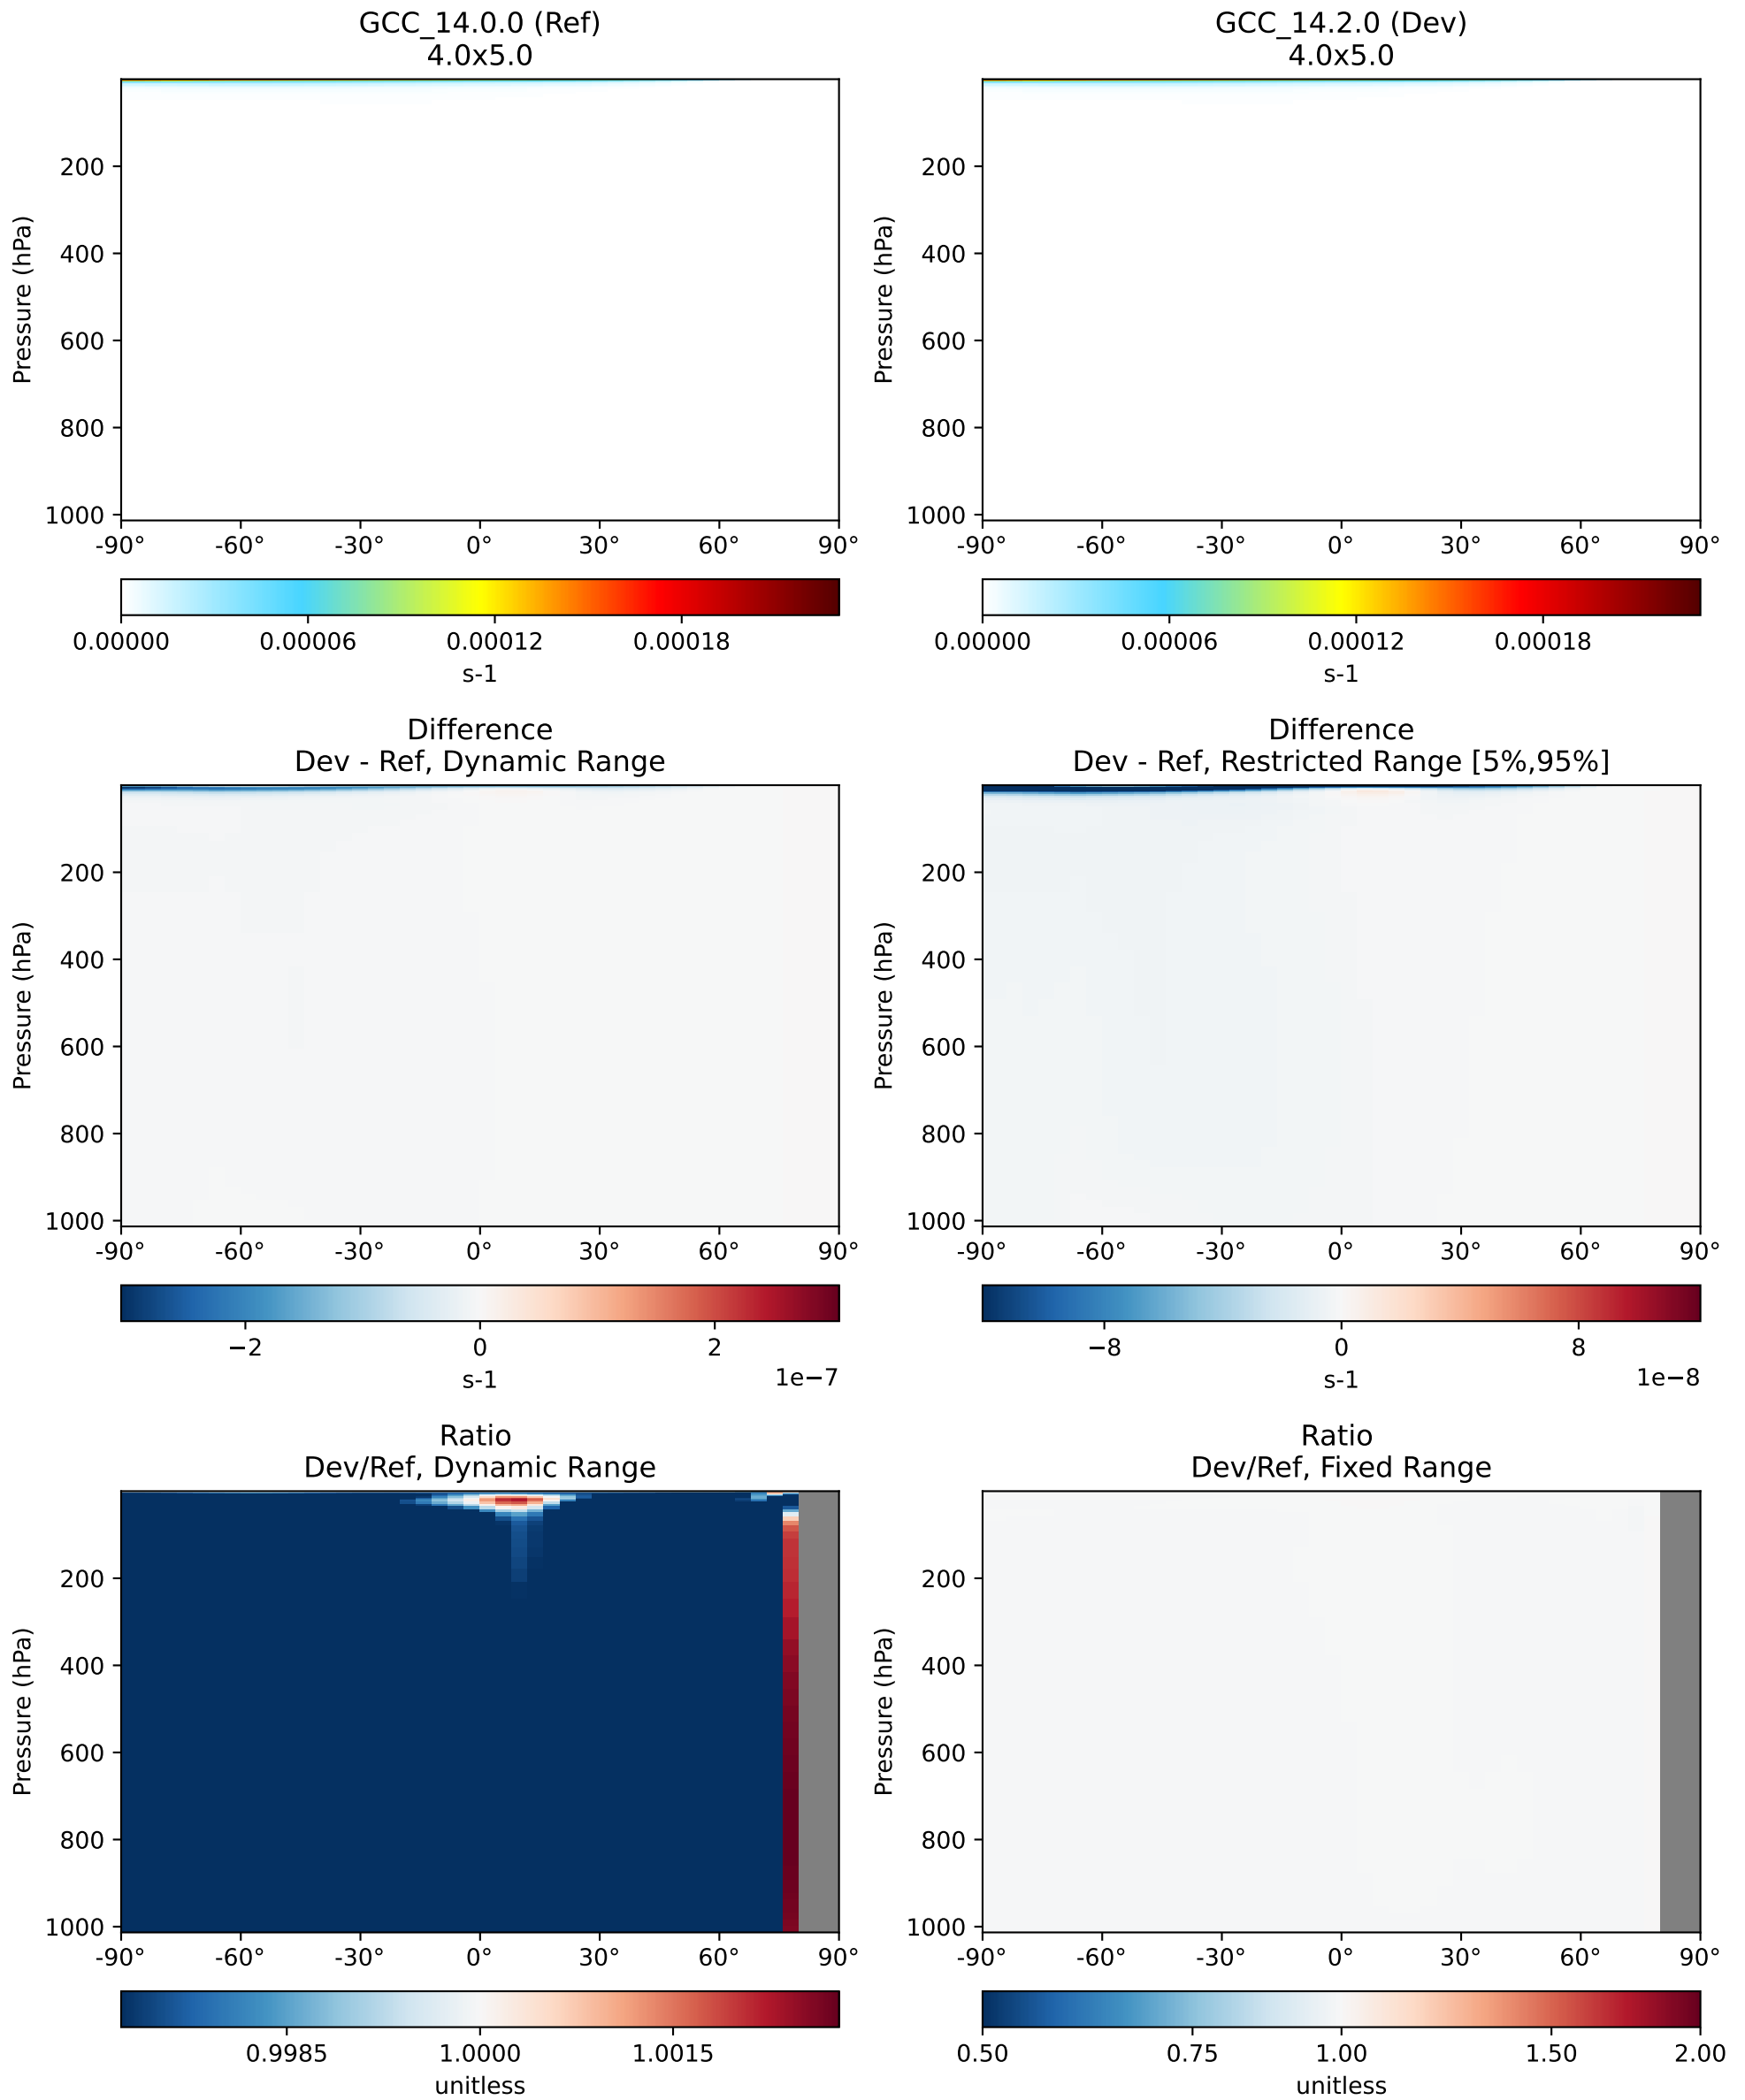 GCC_14.0.0 (Ref)
4.0x5.0
Pressure (hPa)
200
400
600
800
1000
-90° -60° -30° 0° 30° 60° 90°
0.00000 0.00006 0.00012 0.00018
s-1
GCC_14.2.0 (Dev)
4.0x5.0
Pressure (hPa)
200
400
600
800
1000
-90° -60° -30° 0° 30° 60° 90°
0.00000 0.00006 0.00012 0.00018
s-1
Difference
Dev - Ref, Dynamic Range
Pressure (hPa)
200
400
600
800
1000
-90° -60° -30° 0° 30° 60° 90°
−2 0 2
s-1
1e−7
Difference
Dev - Ref, Restricted Range [5%,95%]
Pressure (hPa)
200
400
600
800
1000
-90° -60° -30° 0° 30° 60° 90°
−8 0 8
s-1
1e−8
Ratio
Dev/Ref, Dynamic Range
Pressure (hPa)
200
400
600
800
1000
-90° -60° -30° 0° 30° 60° 90°
0.9985 1.0000 1.0015
unitless
Ratio
Dev/Ref, Fixed Range
Pressure (hPa)
200
400
600
800
1000
-90° -60° -30° 0° 30° 60° 90°
0.50 0.75 1.00 1.50 2.00
unitless